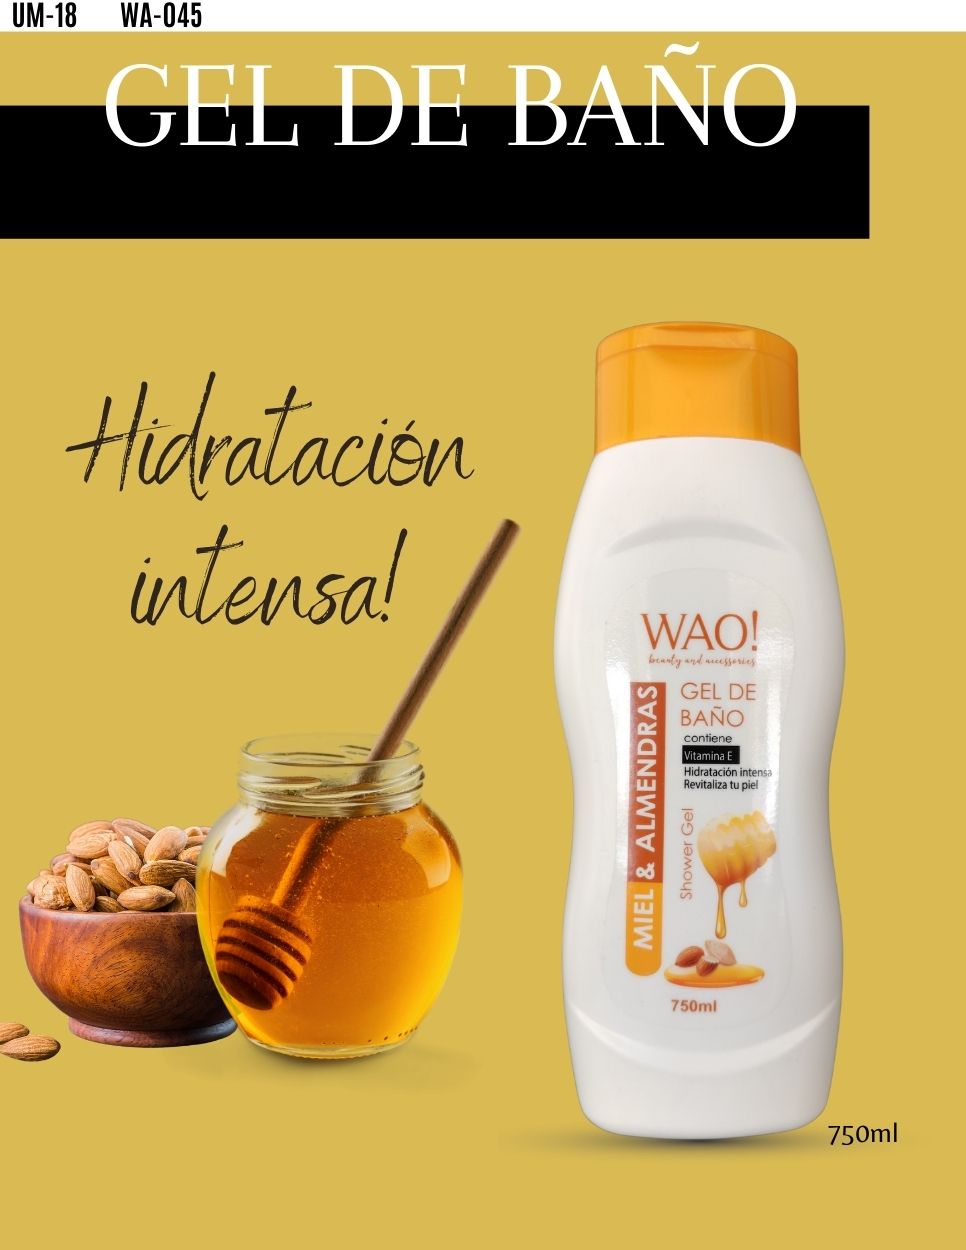 UM-18 WA-045
GEL DE BAÑO
Hidratación
intensa!
WAO!
beauty and accessories
MIEL & ALMENDRAS
GEL DE
BAÑO
contiene
Vitamina E
Hidratación intensa
Revitaliza tu piel
Shower Gel
750ml
750ml